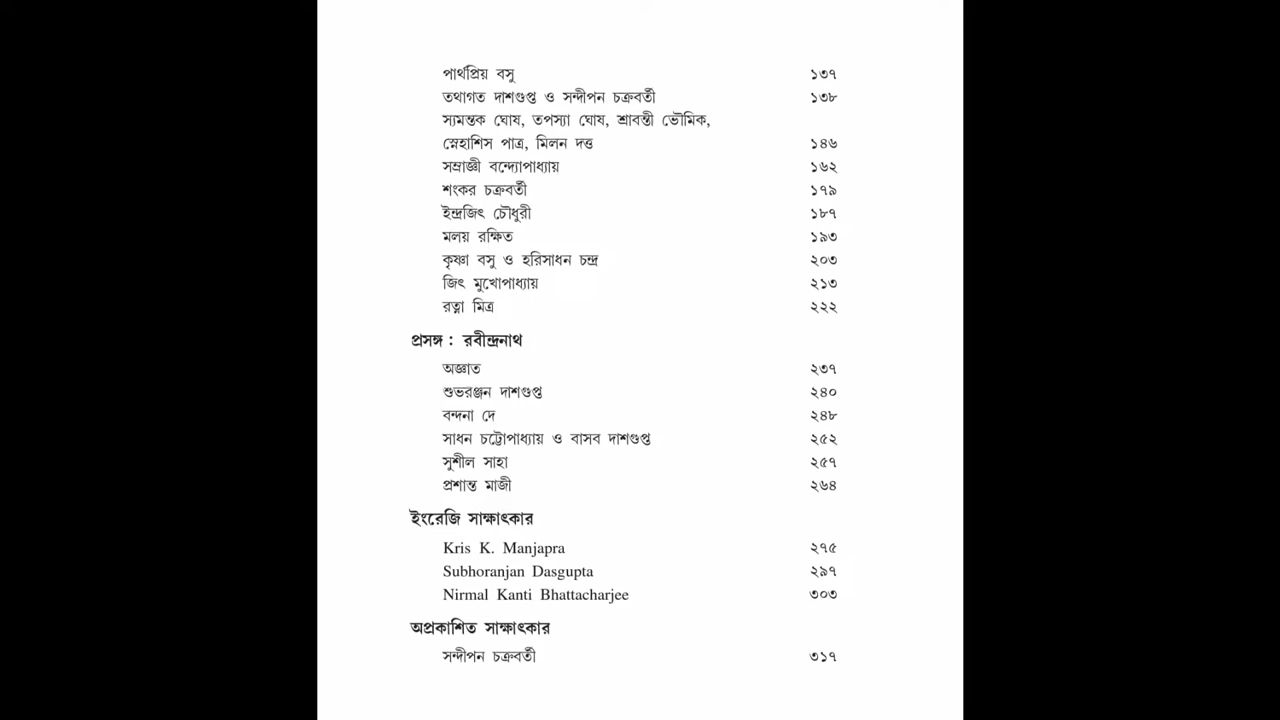 পার্থপ্রিয় বসু ১৩৭
তথাগত দাশগুপ্ত ও সন্দীপন চক্রবর্তী ১৩৮
স্যমন্তক ঘোষ, তপস্যা ঘোষ, শ্রাবন্তী ভৌমিক,
স্নেহাশিস পাত্র, মিলন দত্ত ১৪৬
সম্রাজ্ঞী বন্দ্যোপাধ্যায় ১৬২
শংকর চক্রবর্তী ১৭৯
ইন্দ্রজিৎ চৌধুরী ১৮৭
মলয় রক্ষিত ১৯৩
কৃষ্ণা বসু ও হরিসাধন চন্দ্র ২০৩
জিৎ মুখোপাধ্যায় ২১৩
রত্না মিত্র ২২২
প্রসঙ্গ : রবীন্দ্রনাথ
অজ্ঞাত ২৩৭
শুভরঞ্জন দাশগুপ্ত ২৪০
বন্দনা দে ২৪৮
সাধন চট্টোপাধ্যায় ও বাসব দাশগুপ্ত ২৫২
সুশীল সাহা ২৫৭
প্রশান্ত মাজী ২৬৪
ইংরেজি সাক্ষাৎকার
Kris K. Manjapra ২৭৫
Subhoranjan Dasgupta ২৯৭
Nirmal Kanti Bhattacharjee ৩০৩
অপ্রকাশিত সাক্ষাৎকার
সন্দীপন চক্রবর্তী ৩১৭